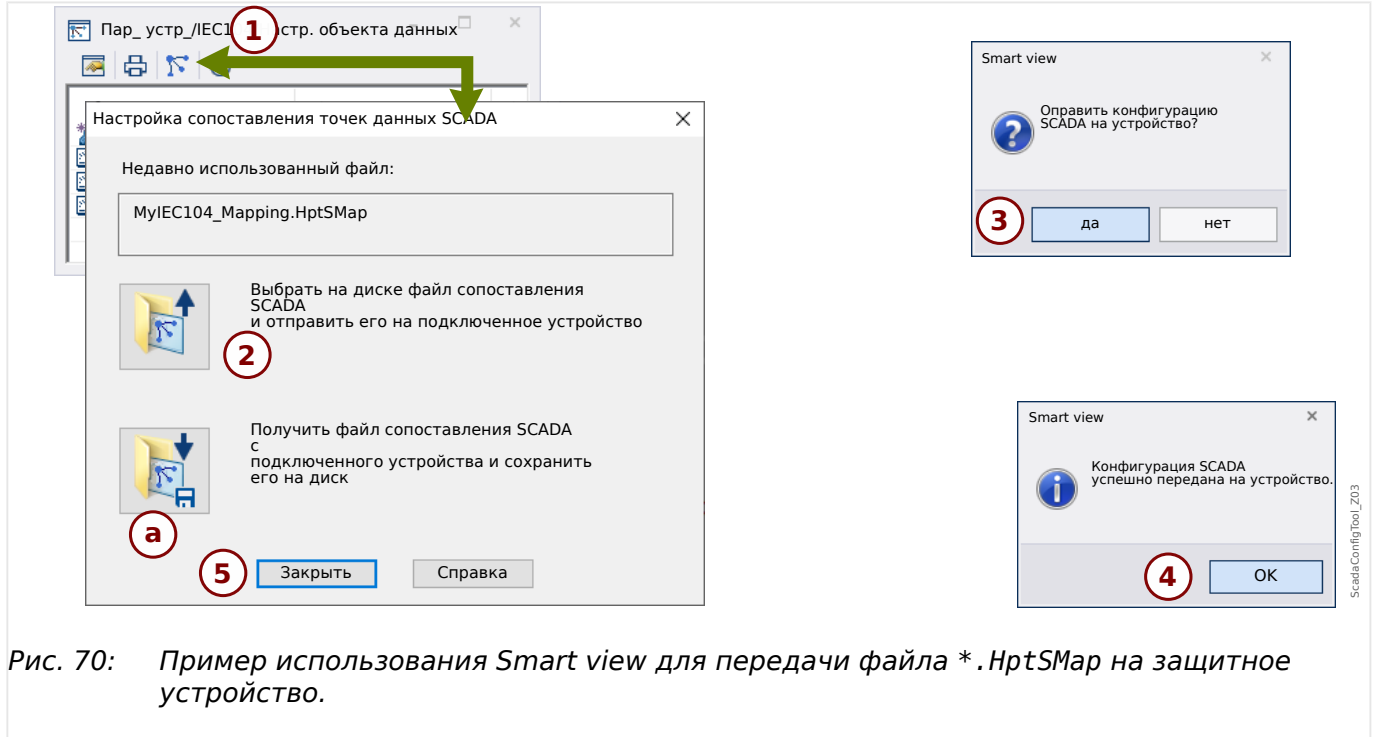 Пар_ устр_/IEC1 1 стр. объекта данных
Настройка сопоставления точек данных SCADA
Недавно использованный файл:
MyIEC104_Mapping.HptSMap
Выбрать на диске файл сопоставления
SCADA
и отправить его на подключенное устройство
2
Получить файл сопоставления SCADA
с
подключенного устройства и сохранить
его на диск
a
5 Закрыть Справка
Smart view
Оправить конфигурацию
SCADA на устройство?
3 да нет
Smart view
Конфигурация SCADA
успешно передана на устройство.
4 OK
ScadaConfigTool_Z03
Рис. 70: Пример использования Smart view для передачи файла *.HptSMap на защитное
устройство.